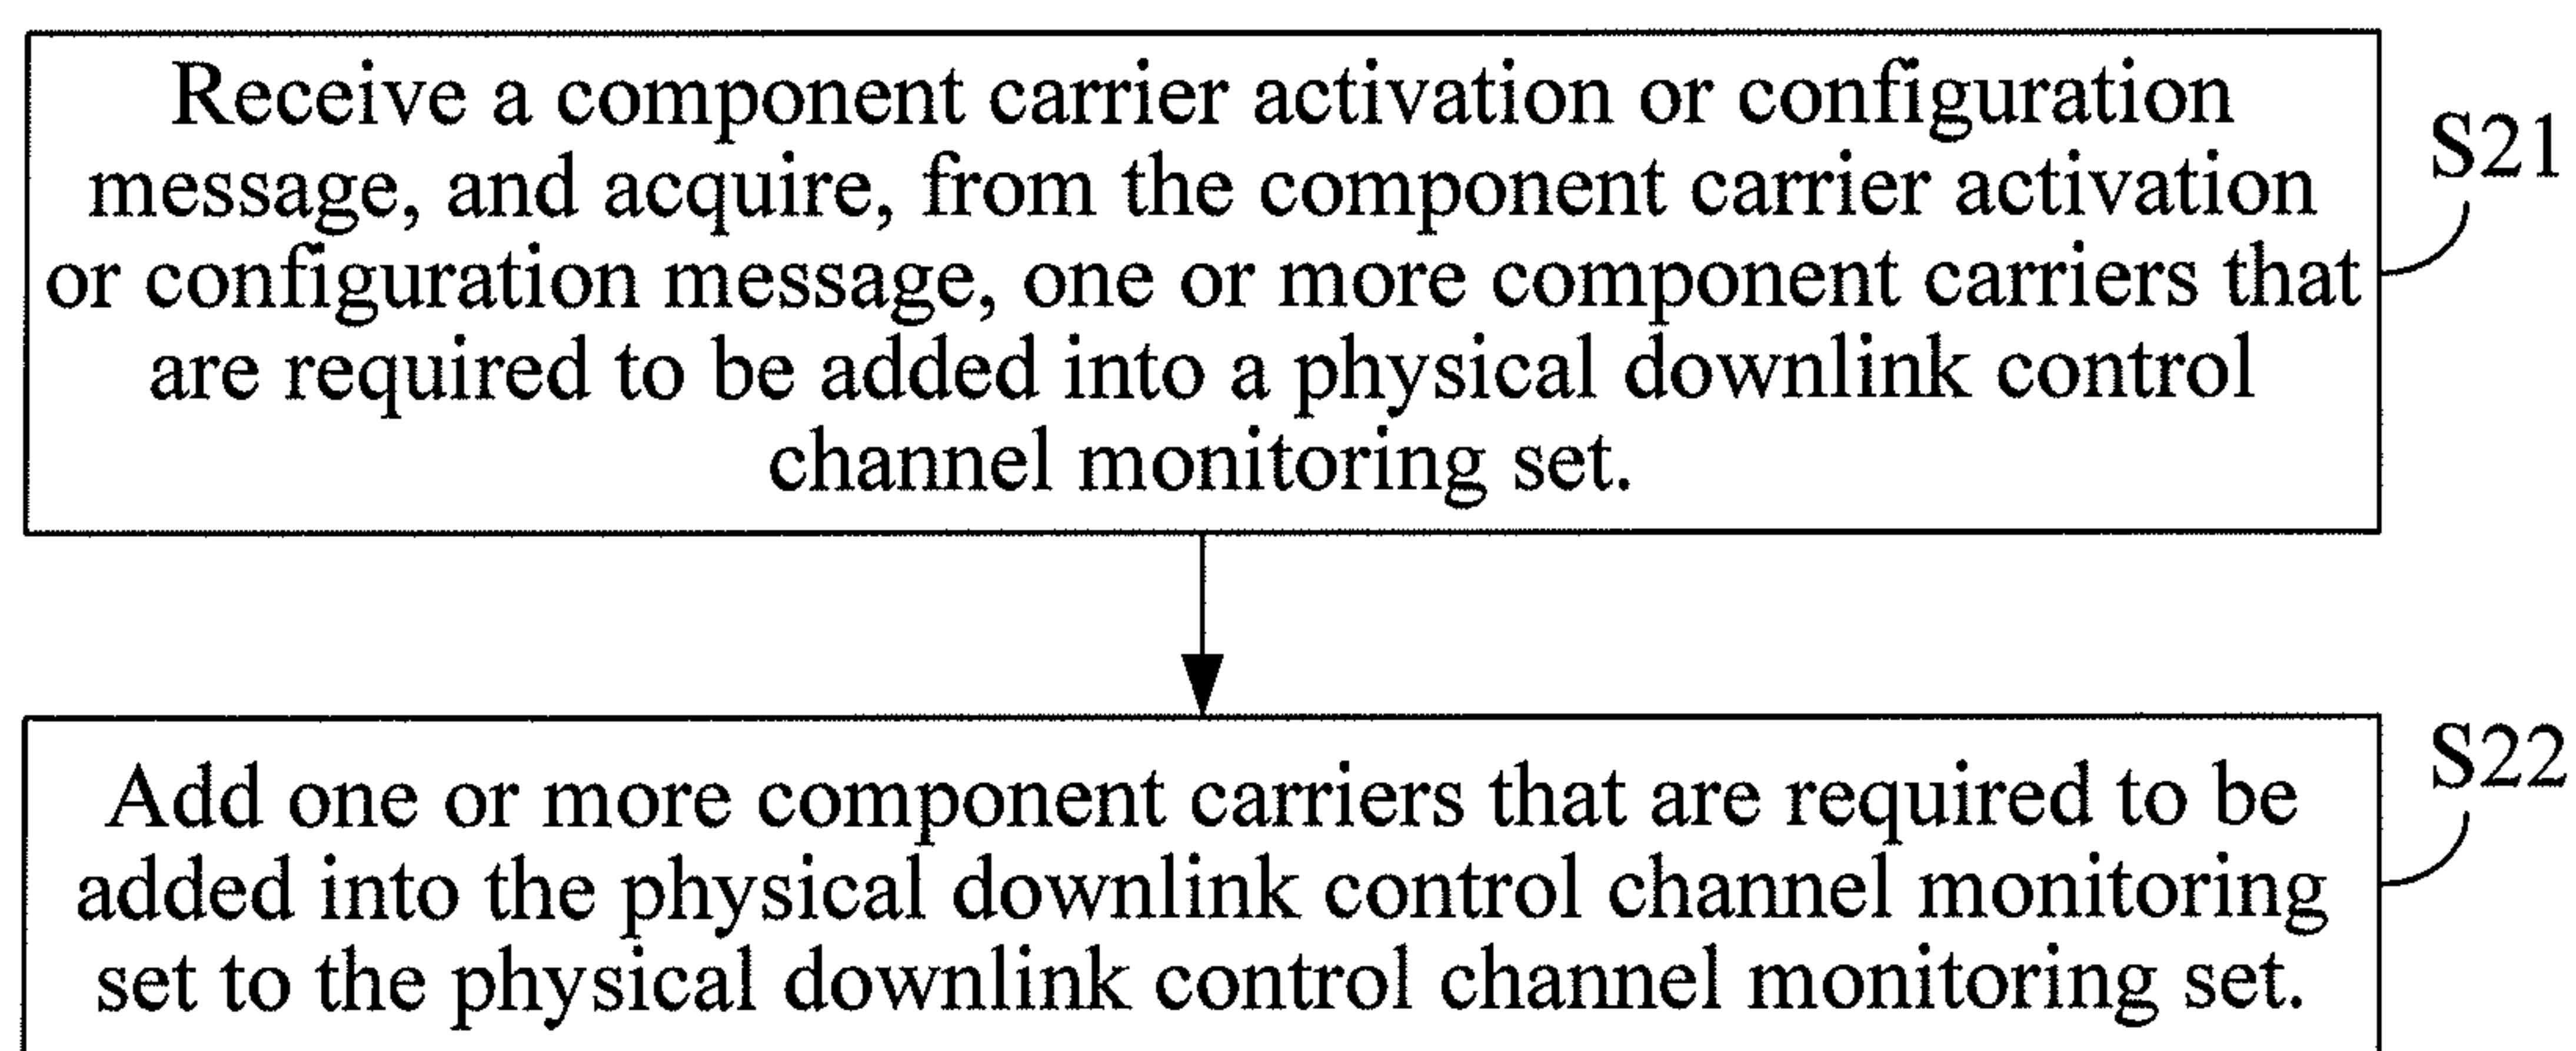 Receive a component carrier activation or configuration
message, and acquire, from the component carrier activation
or configuration message, one or more component carriers that
are required to be added into a physical downlink control
channel monitoring set.
S21
Add one or more component carriers that are required to be
added into the physical downlink control channel monitoring
set to the physical downlink control channel monitoring set.
S22